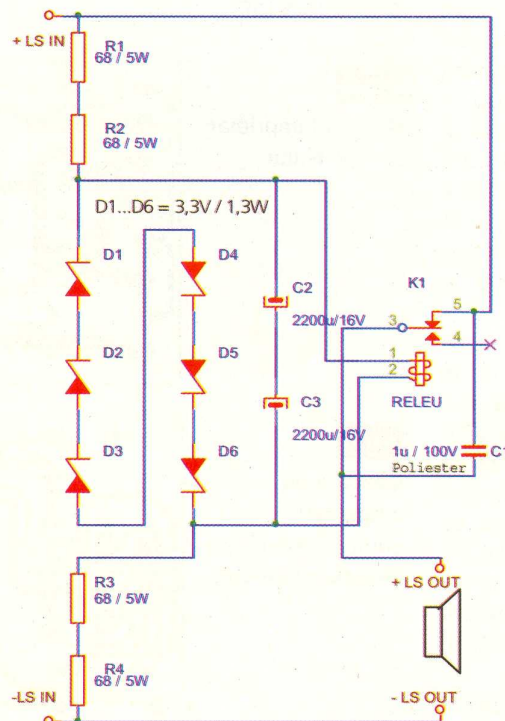 + LS IN
R1
68 / 5W
R2
68 / 5W
D1...D6 = 3,3V / 1,3W
D1
D4
C2
2200u/16V
K1
5
3
4
1
2
D2
D5
C3
2200u/16V
RELEU
D3
D6
1u / 100V
C1
Poliester
R3
68 / 5W
+ LS OUT
R4
68 / 5W
-LS IN
- LS OUT